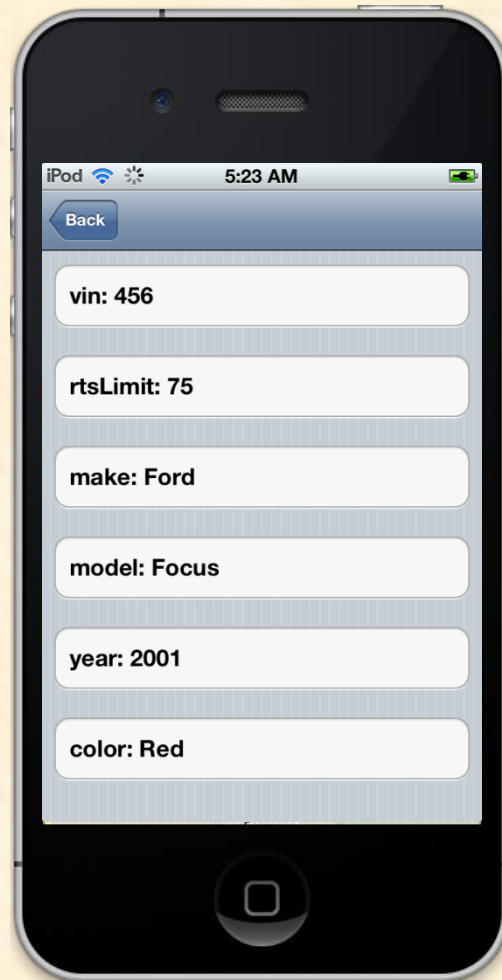 iPod 5:23 AM
Back
vin: 456
rtsLimit: 75
make: Ford
model: Focus
year: 2001
color: Red